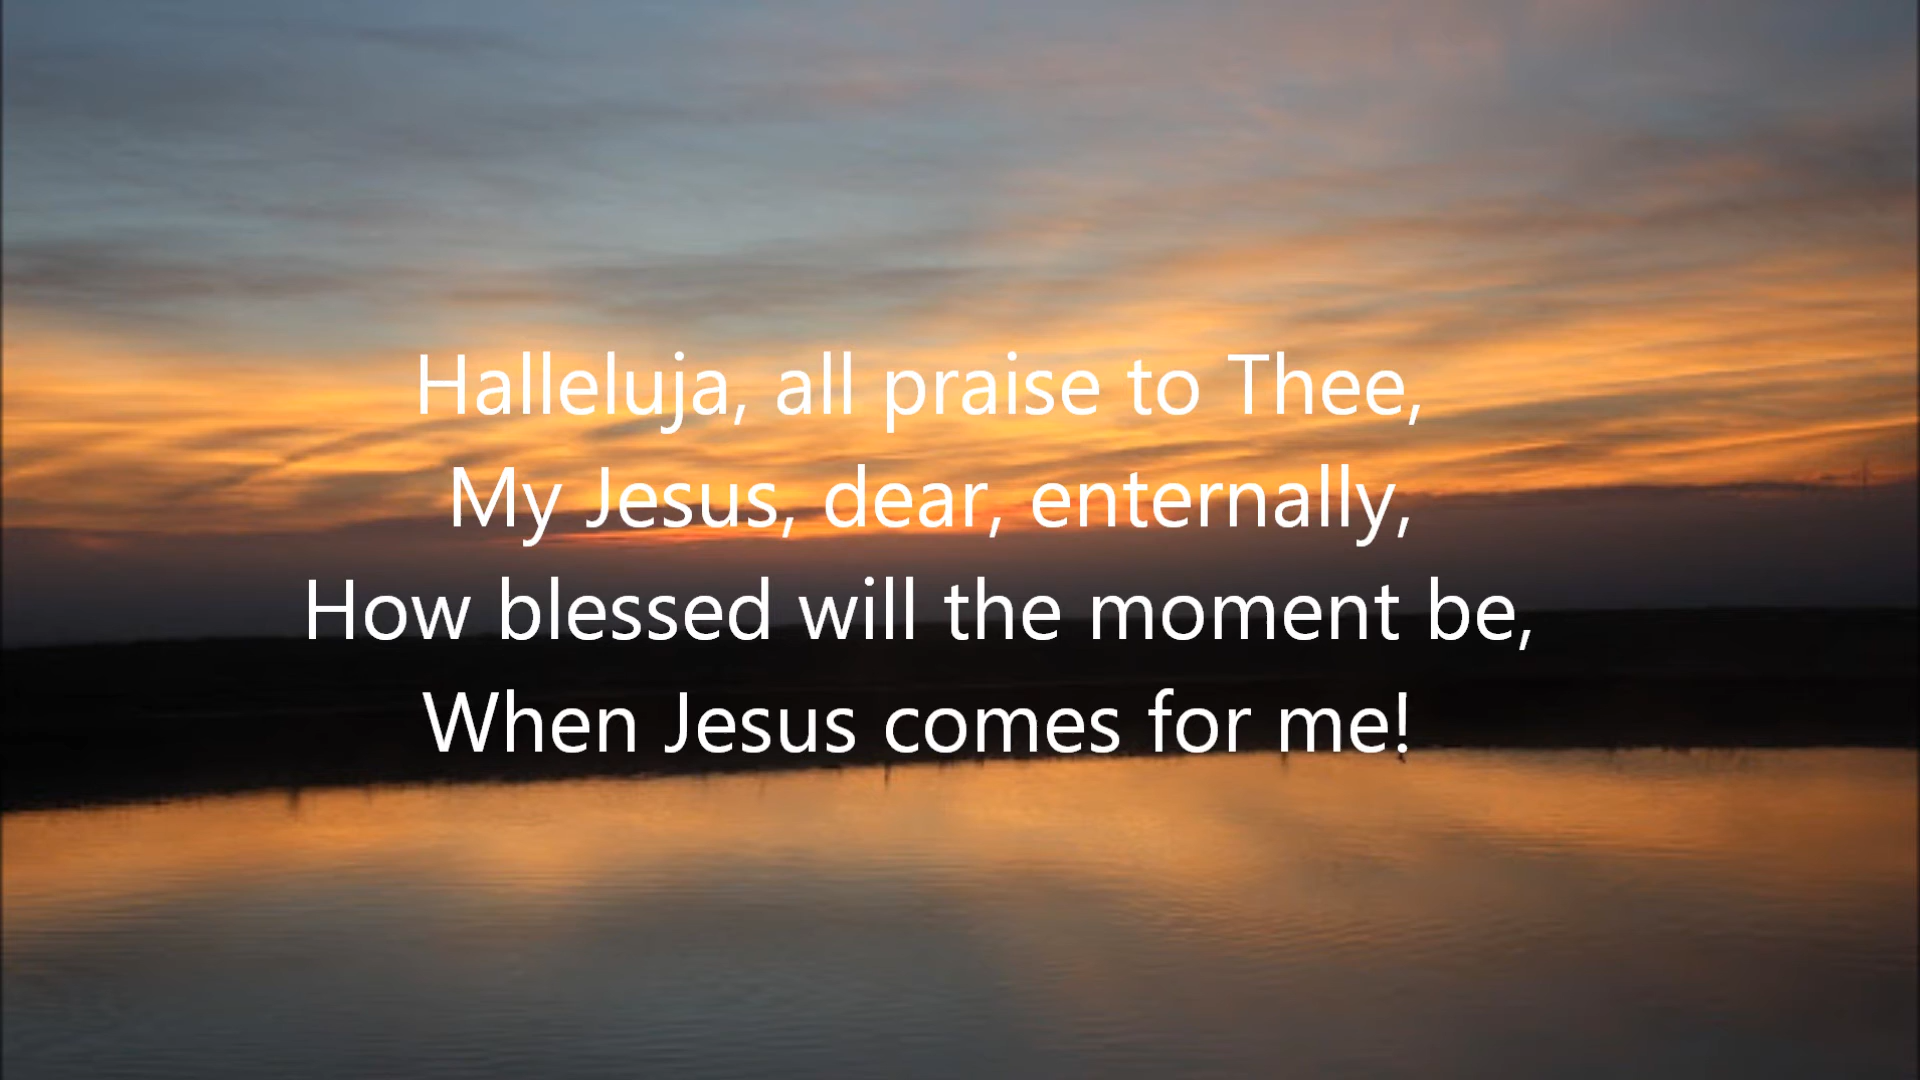 Halleluja, all praise to Thee,
My Jesus, dear, enternally,
How blessed will the moment be,
When Jesus comes for me!